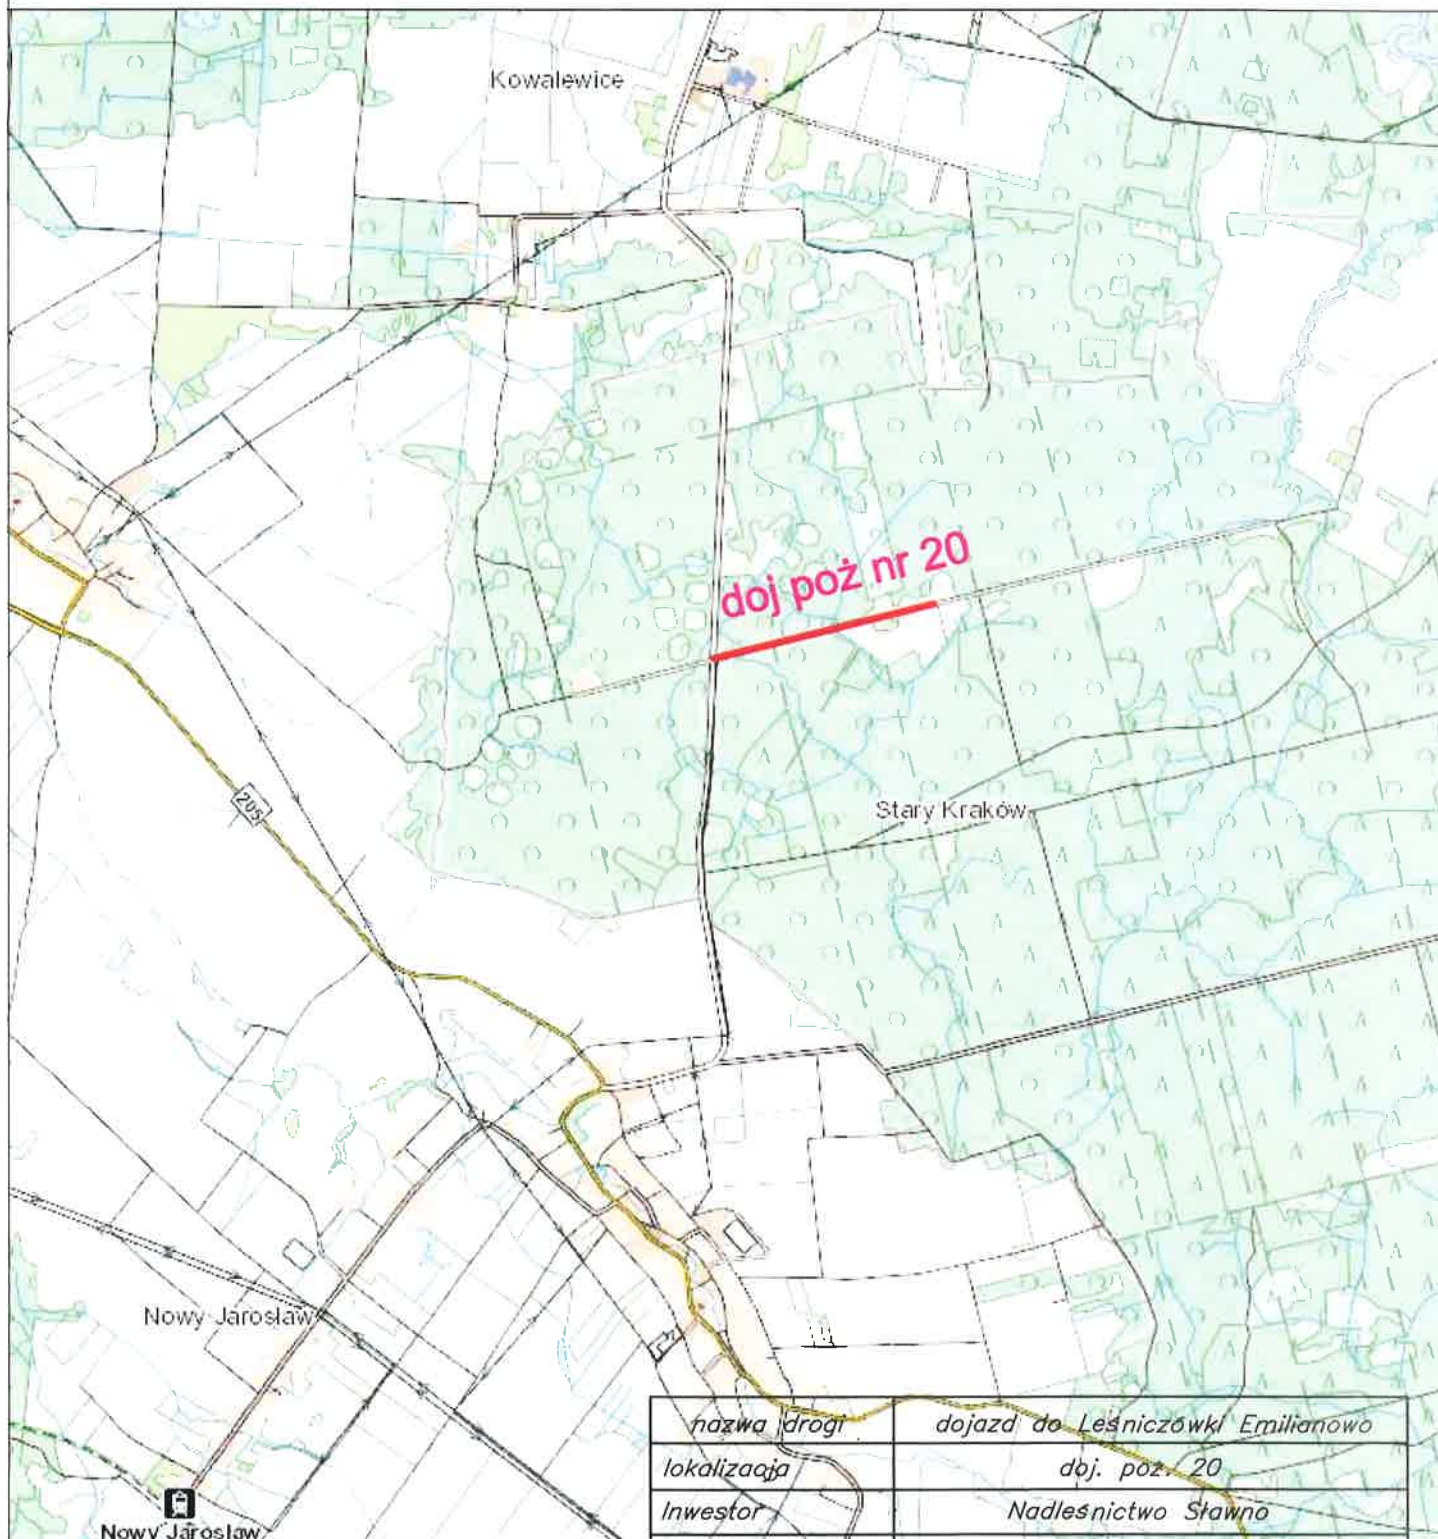 Kowalewice
doj poż nr 20
205
Stary Kraków
Nowy Jarosław
Nowy Jarosław
nazwa drogi dojazd do Leśniczówki Emilianowo
lokalizacja doj. poż. 20
Inwestor Nadleśnictwo Sławno